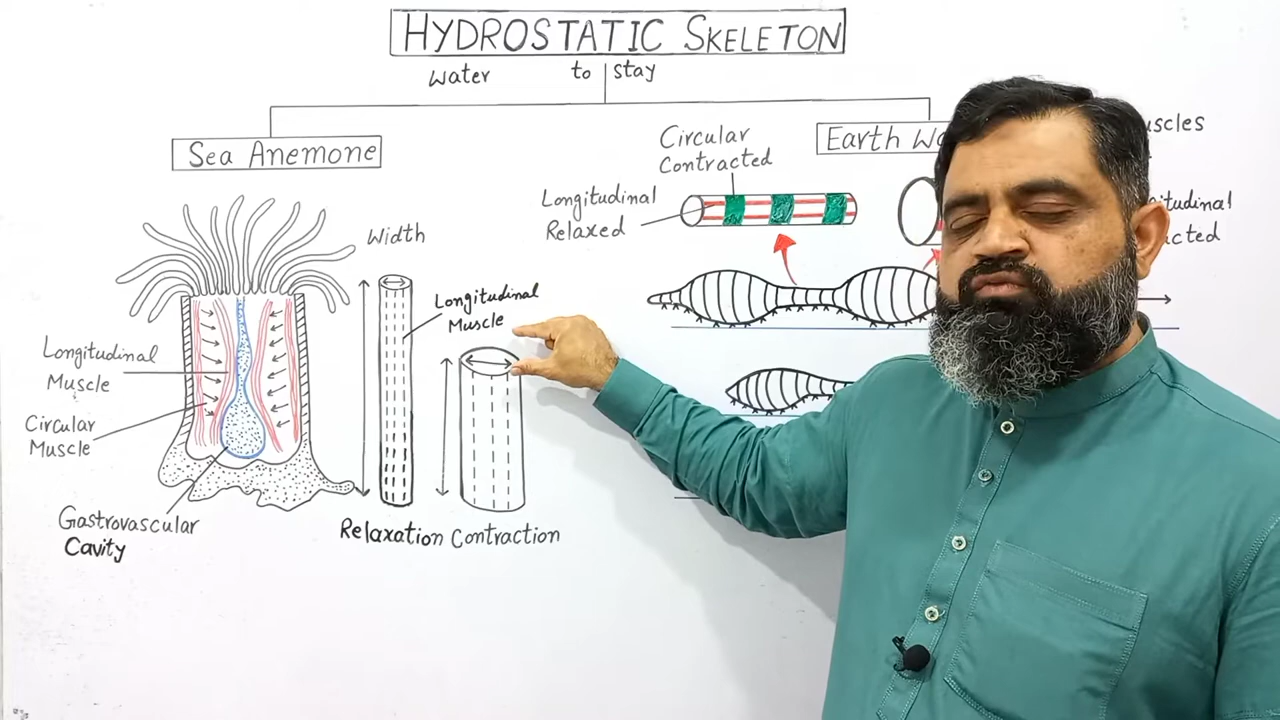 HYDROSTATIC SKELETON
water to stay
Sea Anemone
Width
Longitudinal
Muscle
Longitudinal
Muscle
Circular
Muscle
Gastrovascular
Cavity
Relaxation Contraction
Circular
Contracted
Longitudinal
Relaxed
Earth